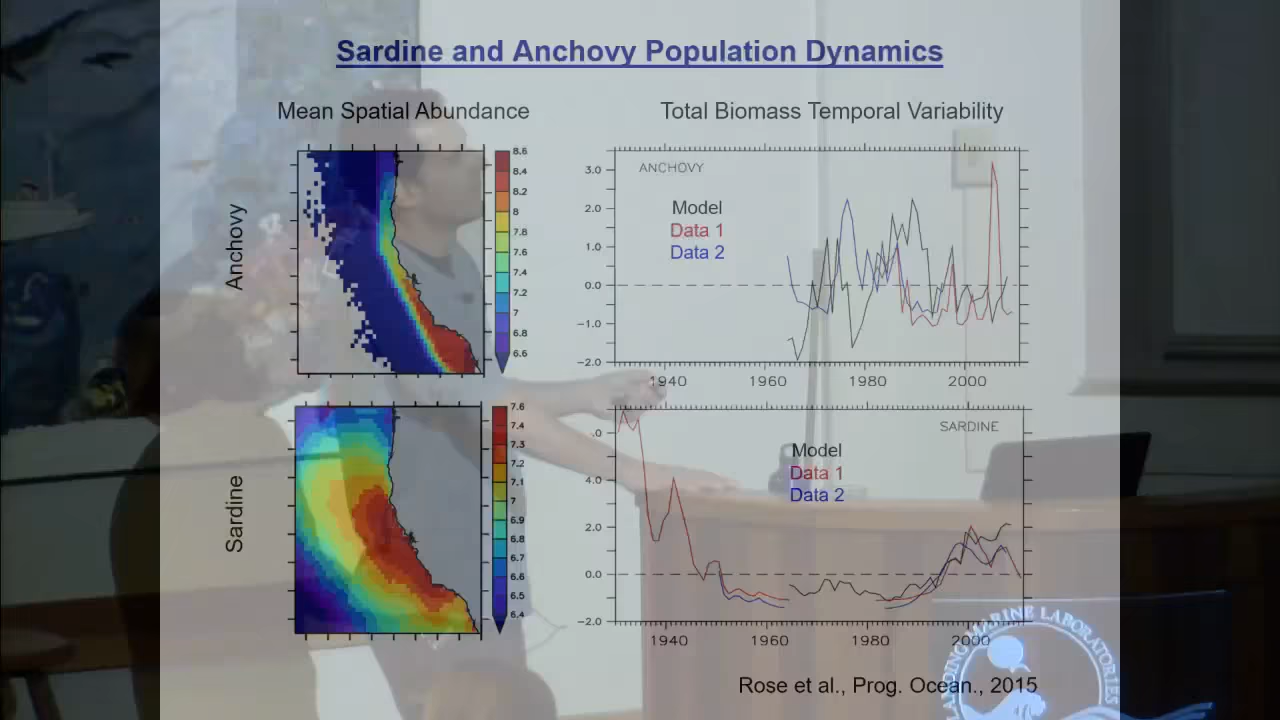 Sardine and Anchovy Population Dynamics
Mean Spatial Abundance
Total Biomass Temporal Variability
Anchovy
8.6
8.4
8.2
8
7.8
7.6
7.4
7.2
7
6.8
6.6
ANCHOVY
Model
Data 1
Data 2
3.0
2.0
1.0
0.0
−1.0
−2.0
1940 1960 1980 2000
Sardine
7.6
7.4
7.3
7.2
7.1
7
6.9
6.8
6.7
6.6
6.5
6.4
SARDINE
Model
Data 1
Data 2
.0
4.0
2.0
0.0
−2.0
1940 1960 1980 2000
LANDING MARINE LABORATORIES
Rose et al., Prog. Ocean., 2015